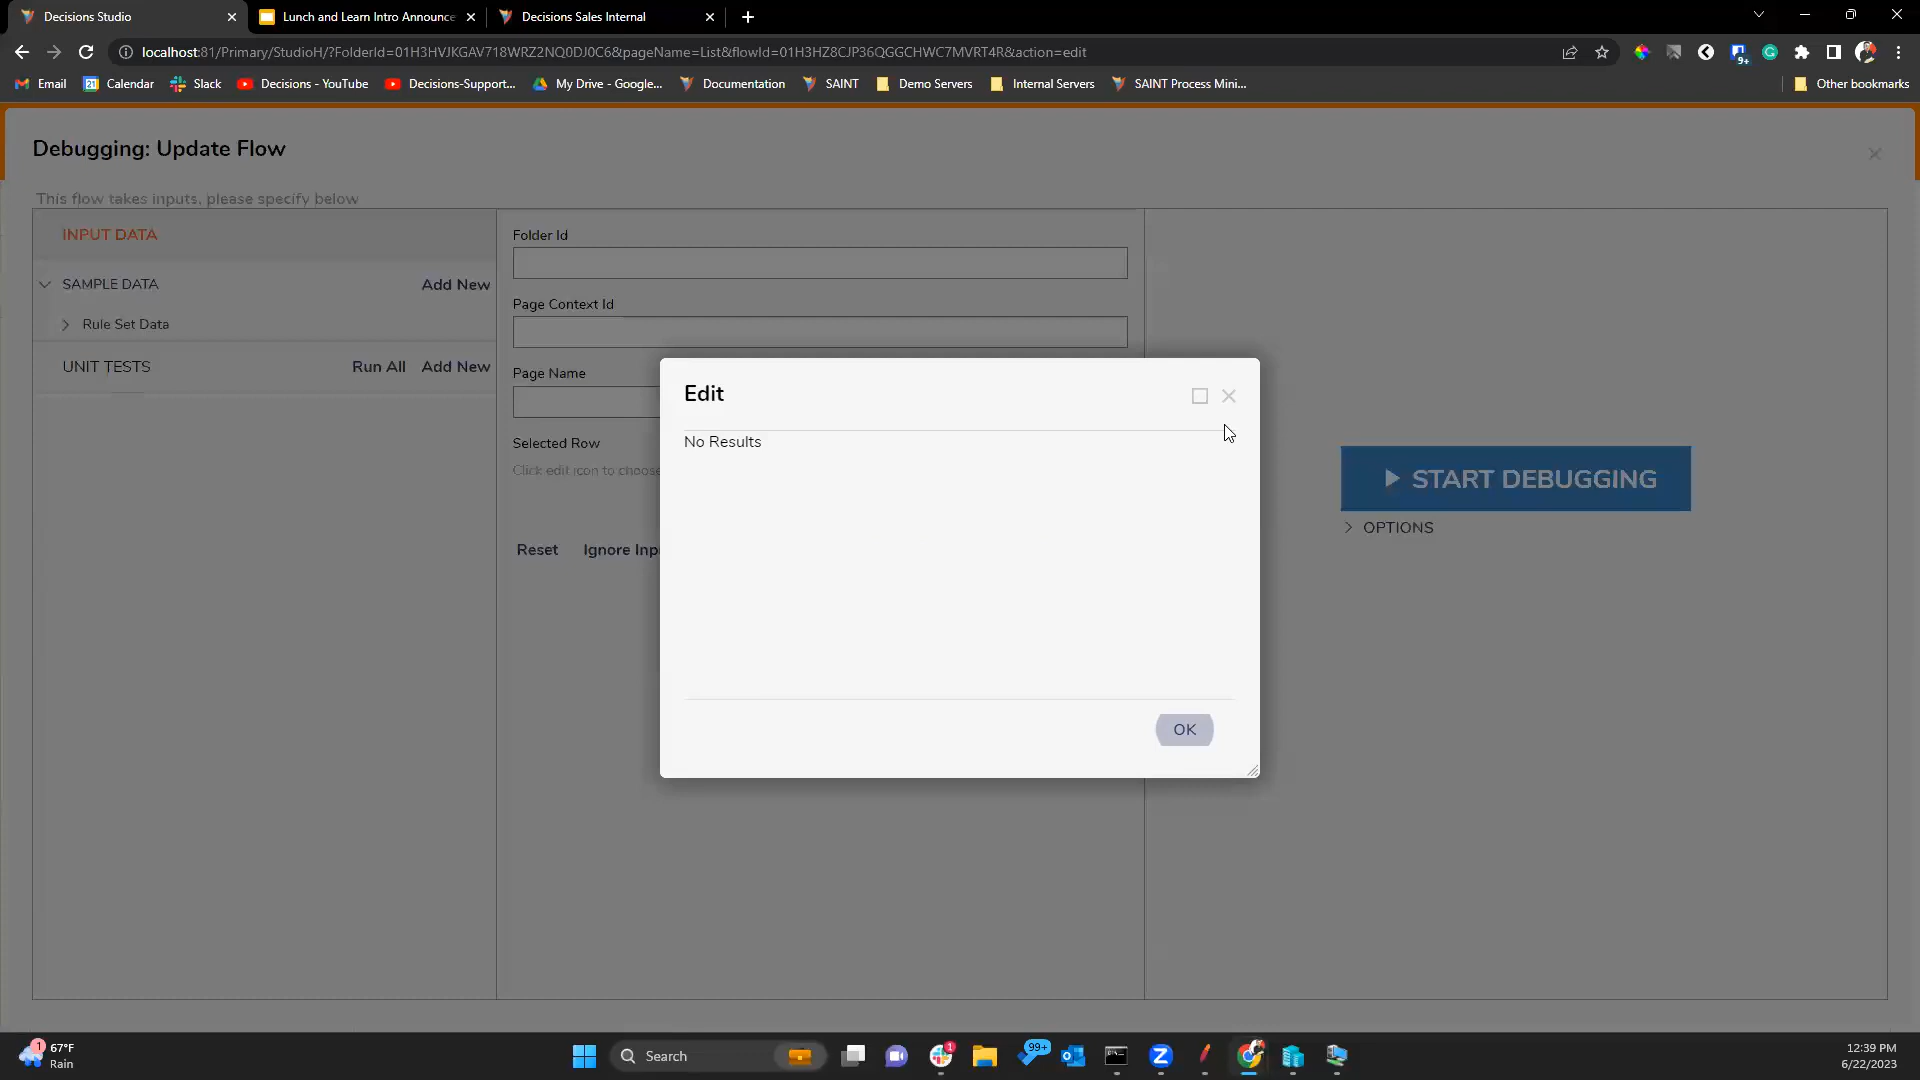 Decisions Studio
Lunch and Learn Intro Announce
Decisions Sales Internal
localhost:81/Primary/StudioH/?FolderId=01H3HVJKGAV718WRZ2NQ0DJ0C6&pageName=List&flowId=01H3HZ8CJP36QGGCHWC7MVRT4R&action=edit
9+
Email
Calendar
31
Slack
Decisions - YouTube
Decisions-Support...
My Drive - Google...
Documentation
SAINT
Demo Servers
Internal Servers
SAINT Process Mini...
Other bookmarks
Debugging: Update Flow
This flow takes inputs, please specify below
INPUT DATA
SAMPLE DATA
Add New
Rule Set Data
UNIT TESTS
Run All
Add New
Folder Id
Page Context Id
Page Name
Selected Row
Click edit icon to choose
Reset
Ignore Inp
Edit
No Results
OK
START DEBUGGING
OPTIONS
1
67°F
Rain
Search
1
99+
12:39 PM
6/22/2023